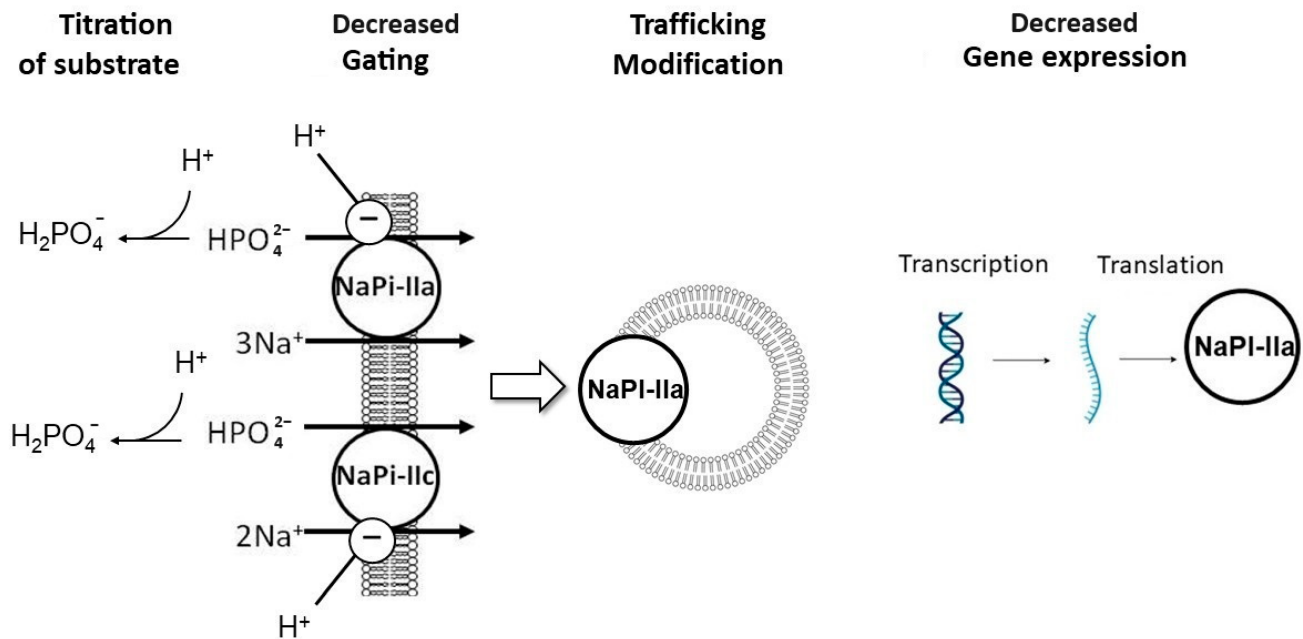 Titration
of substrate
Decreased
Gating
Trafficking
Modification
Decreased
Gene expression
H⁺
H⁺
H₂PO₄⁻
HPO₄²⁻
NaPi-IIa
3Na⁺
H⁺
H₂PO₄⁻
HPO₄²⁻
NaPi-IIc
2Na⁺
H⁺
−
−
NaPI-IIa
Transcription
Translation
NaPI-IIa